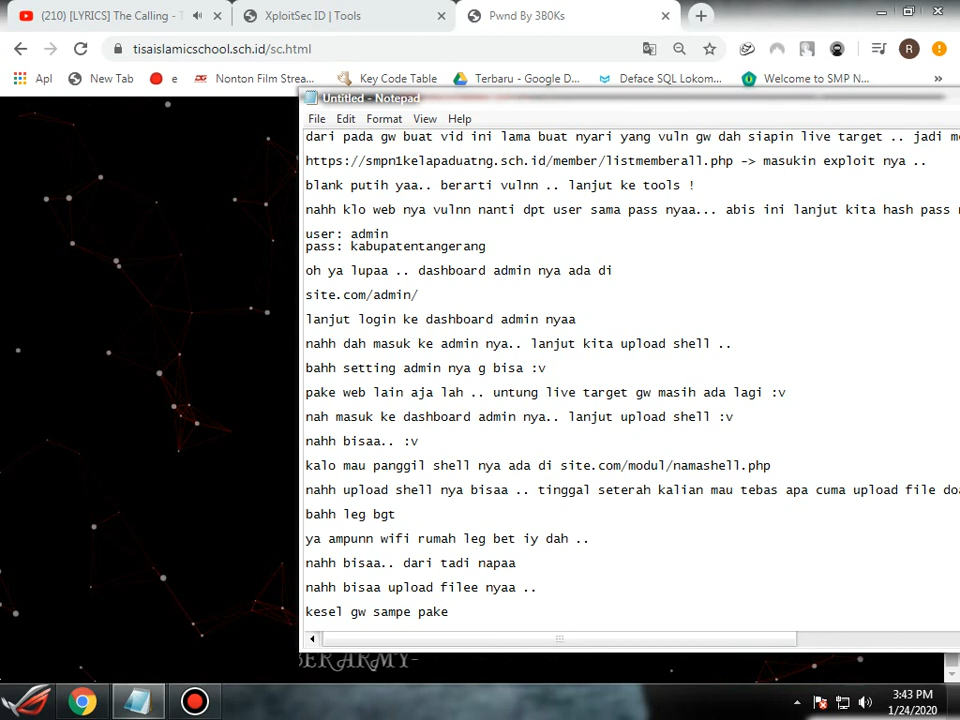 (210) [LYRICS] The Calling - T
XploitSec ID | Tools
Pwnd By 3B0Ks
tisaislamicschool.sch.id/sc.html
R
Apl
New Tab
e
Nonton Film Strea...
Key Code Table
Terbaru - Google D...
Deface SQL Lokom...
Welcome to SMP N...
»
Untitled - Notepad
File Edit Format View Help
dari pada gw buat vid ini lama buat nyari yang vuln gw dah siapin live target .. jadi
https://smpn1kelapaduatng.sch.id/member/listmemberall.php -> masukin exploit nya ..
blank putih yaa.. berarti vulnn .. lanjut ke tools !
nahh klo web nya vulnn nanti dpt user sama pass nyaa... abis ini lanjut kita hash pass
user: admin
pass: kabupatentangerang
oh ya lupaa .. dashboard admin nya ada di
site.com/admin/
lanjut login ke dashboard admin nyaa
nahh dah masuk ke admin nya.. lanjut kita upload shell ..
bahh setting admin nya g bisa :v
pake web lain aja lah .. untung live target gw masih ada lagi :v
nah masuk ke dashboard admin nya.. lanjut upload shell :v
nahh bisaa.. :v
kalo mau panggil shell nya ada di site.com/modul/namashell.php
nahh upload shell nya bisaa .. tinggal seterah kalian mau tebas apa cuma upload file
bahh leg bgt
ya ampunn wifi rumah leg bet iy dah ..
nahh bisaa.. dari tadi napaa
nahh bisaa upload filee nyaa ..
kesel gw sampe pake
BERARMY-
3:43 PM
1/24/2020